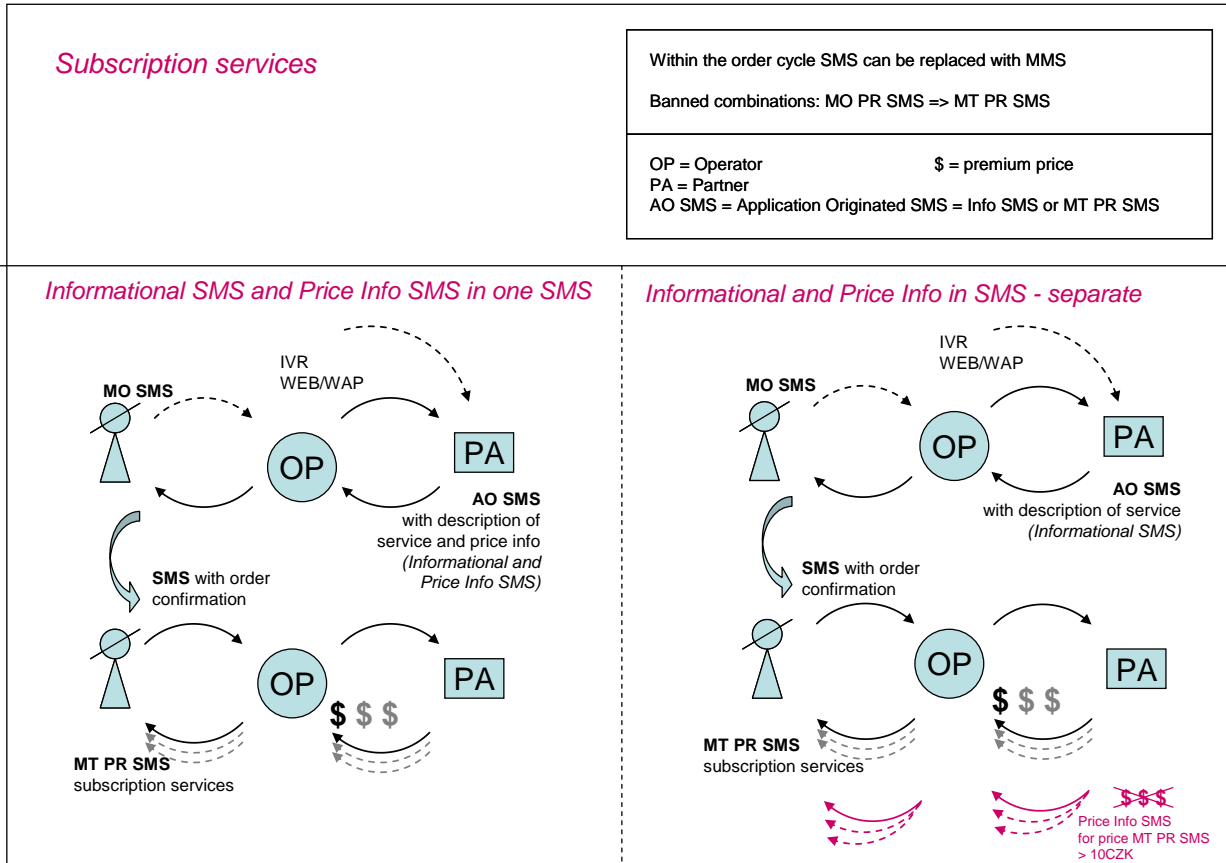 Subscription services
Within the order cycle SMS can be replaced with MMS
Banned combinations: MO PR SMS => MT PR SMS
OP = Operator $ = premium price
PA = Partner
AO SMS = Application Originated SMS = Info SMS or MT PR SMS
Informational SMS and Price Info SMS in one SMS
IVR
WEB/WAP
MO SMS
OP
PA
AO SMS
with description of
service and price info
(Informational and
Price Info SMS)
SMS with order
confirmation
OP
PA
$ $ $
MT PR SMS
subscription services
Informational and Price Info in SMS - separate
IVR
WEB/WAP
MO SMS
OP
PA
AO SMS
with description of service
(Informational SMS)
SMS with order
confirmation
OP
PA
$ $ $
MT PR SMS
subscription services
$ $ $
Price Info SMS
for price MT PR SMS
> 10CZK